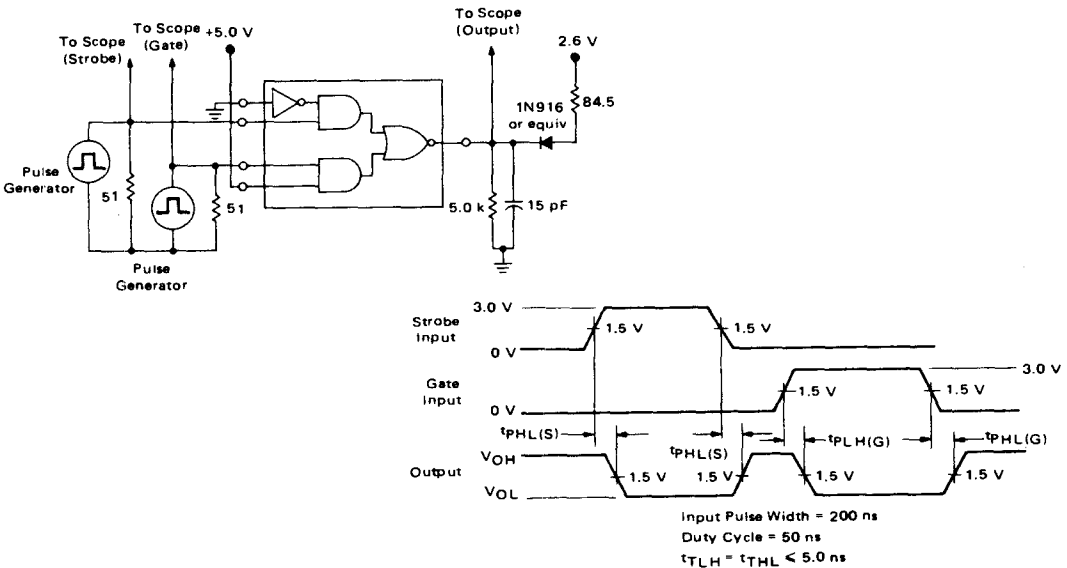 To Scope
(Strobe)
To Scope
(Gate)
+5.0 V
To Scope
(Output)
2.6 V
1N916
or equiv
84.5
Pulse
Generator
51
51
5.0 k
15 pF
Pulse
Generator
Strobe
Input
3.0 V
0 V
1.5 V
1.5 V
Gate
Input
0 V
3.0 V
1.5 V
1.5 V
tPHL(S)
tPHL(S)
tPLH(G)
tPHL(G)
Output
VOH
VOL
1.5 V
1.5 V
1.5 V
1.5 V
Input Pulse Width = 200 ns
Duty Cycle = 50 ns
tTLH = tTHL ≤ 5.0 ns